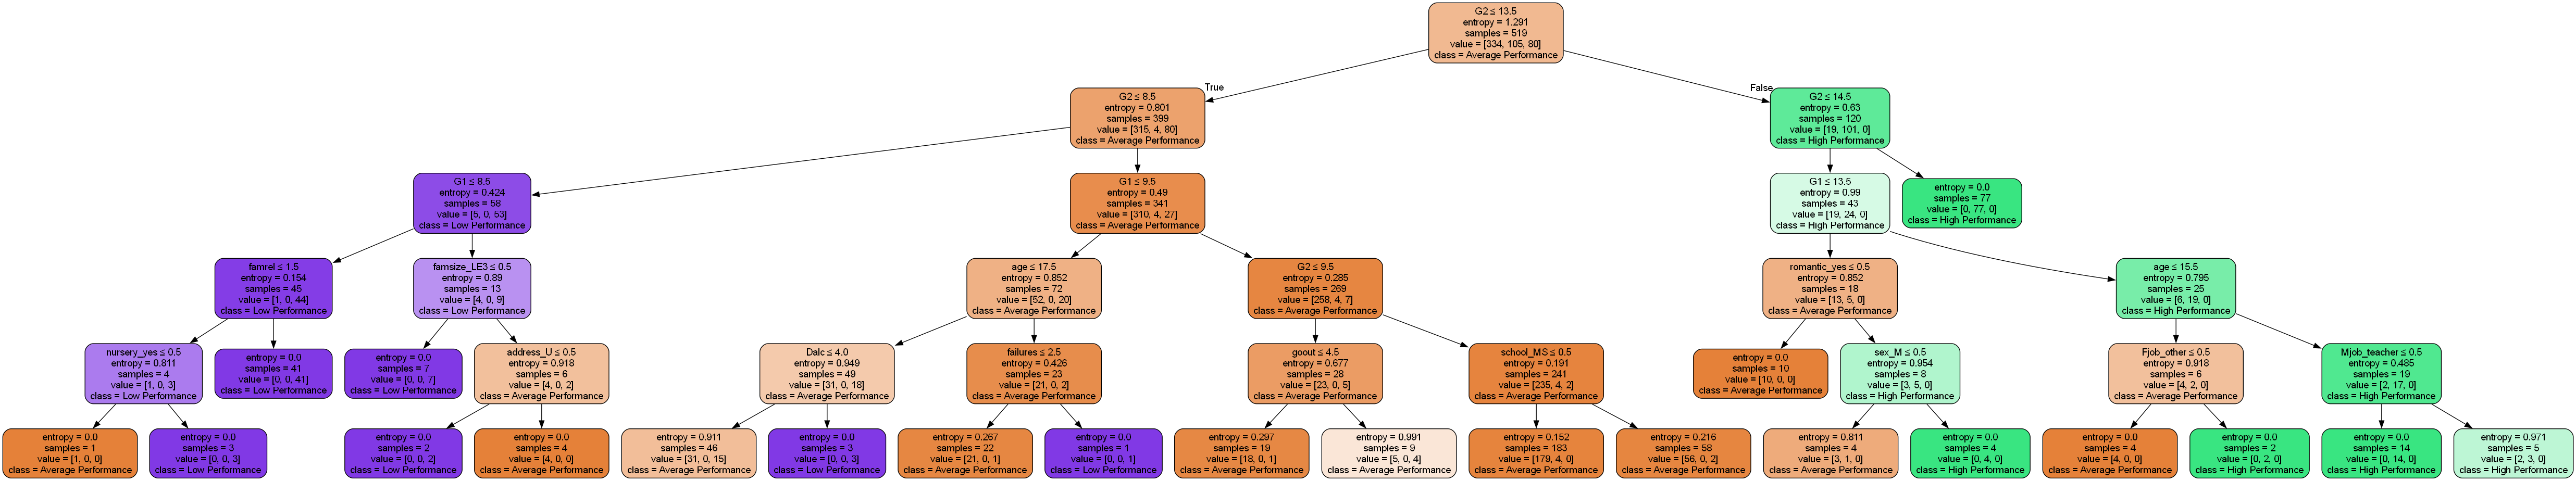 G2 ≤ 13.5
entropy = 1.291
samples = 519
value = [334, 105, 80]
class = Average Performance
True
False
G2 ≤ 8.5
entropy = 0.801
samples = 399
value = [315, 4, 80]
class = Average Performance
G2 ≤ 14.5
entropy = 0.63
samples = 120
value = [19, 101, 0]
class = High Performance
G1 ≤ 8.5
entropy = 0.424
samples = 58
value = [5, 0, 53]
class = Low Performance
G1 ≤ 9.5
entropy = 0.49
samples = 341
value = [310, 4, 27]
class = Average Performance
G1 ≤ 13.5
entropy = 0.99
samples = 43
value = [19, 24, 0]
class = High Performance
entropy = 0.0
samples = 77
value = [0, 77, 0]
class = High Performance
famrel ≤ 1.5
entropy = 0.154
samples = 45
value = [1, 0, 44]
class = Low Performance
famsize_LE3 ≤ 0.5
entropy = 0.89
samples = 13
value = [4, 0, 9]
class = Low Performance
age ≤ 17.5
entropy = 0.852
samples = 72
value = [52, 0, 20]
class = Average Performance
G2 ≤ 9.5
entropy = 0.285
samples = 269
value = [258, 4, 7]
class = Average Performance
romantic_yes ≤ 0.5
entropy = 0.852
samples = 18
value = [13, 5, 0]
class = Average Performance
age ≤ 15.5
entropy = 0.795
samples = 25
value = [6, 19, 0]
class = High Performance
nursery_yes ≤ 0.5
entropy = 0.811
samples = 4
value = [1, 0, 3]
class = Low Performance
entropy = 0.0
samples = 41
value = [0, 0, 41]
class = Low Performance
entropy = 0.0
samples = 7
value = [0, 0, 7]
class = Low Performance
address_U ≤ 0.5
entropy = 0.918
samples = 6
value = [4, 0, 2]
class = Average Performance
Dalc ≤ 4.0
entropy = 0.949
samples = 49
value = [31, 0, 18]
class = Average Performance
failures ≤ 2.5
entropy = 0.426
samples = 23
value = [21, 0, 2]
class = Average Performance
goout ≤ 4.5
entropy = 0.677
samples = 28
value = [23, 0, 5]
class = Average Performance
school_MS ≤ 0.5
entropy = 0.191
samples = 241
value = [235, 4, 2]
class = Average Performance
entropy = 0.0
samples = 10
value = [10, 0, 0]
class = Average Performance
sex_M ≤ 0.5
entropy = 0.954
samples = 8
value = [3, 5, 0]
class = High Performance
Fjob_other ≤ 0.5
entropy = 0.918
samples = 6
value = [4, 2, 0]
class = Average Performance
Mjob_teacher ≤ 0.5
entropy = 0.485
samples = 19
value = [2, 17, 0]
class = High Performance
entropy = 0.0
samples = 1
value = [1, 0, 0]
class = Average Performance
entropy = 0.0
samples = 3
value = [0, 0, 3]
class = Low Performance
entropy = 0.0
samples = 2
value = [0, 0, 2]
class = Low Performance
entropy = 0.0
samples = 4
value = [4, 0, 0]
class = Average Performance
entropy = 0.911
samples = 46
value = [31, 0, 15]
class = Average Performance
entropy = 0.0
samples = 3
value = [0, 0, 3]
class = Low Performance
entropy = 0.267
samples = 22
value = [21, 0, 1]
class = Average Performance
entropy = 0.0
samples = 1
value = [0, 0, 1]
class = Low Performance
entropy = 0.297
samples = 19
value = [18, 0, 1]
class = Average Performance
entropy = 0.991
samples = 9
value = [5, 0, 4]
class = Average Performance
entropy = 0.152
samples = 183
value = [179, 4, 0]
class = Average Performance
entropy = 0.216
samples = 58
value = [56, 0, 2]
class = Average Performance
entropy = 0.811
samples = 4
value = [3, 1, 0]
class = Average Performance
entropy = 0.0
samples = 4
value = [0, 4, 0]
class = High Performance
entropy = 0.0
samples = 4
value = [4, 0, 0]
class = Average Performance
entropy = 0.0
samples = 2
value = [0, 2, 0]
class = High Performance
entropy = 0.0
samples = 14
value = [0, 14, 0]
class = High Performance
entropy = 0.971
samples = 5
value = [2, 3, 0]
class = High Performance